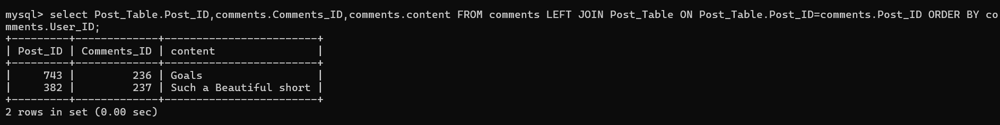 mysql> select Post_Table.Post_ID,comments.Comments_ID,comments.content FROM comments LEFT JOIN Post_Table ON Post_Table.Post_ID=comments.Post_ID ORDER BY co
mments.User_ID;
+---------+-------------+------------------------+
| Post_ID | Comments_ID | content                |
+---------+-------------+------------------------+
|     743 |         236 | Goals                  |
|     382 |         237 | Such a Beautiful short |
+---------+-------------+------------------------+
2 rows in set (0.00 sec)